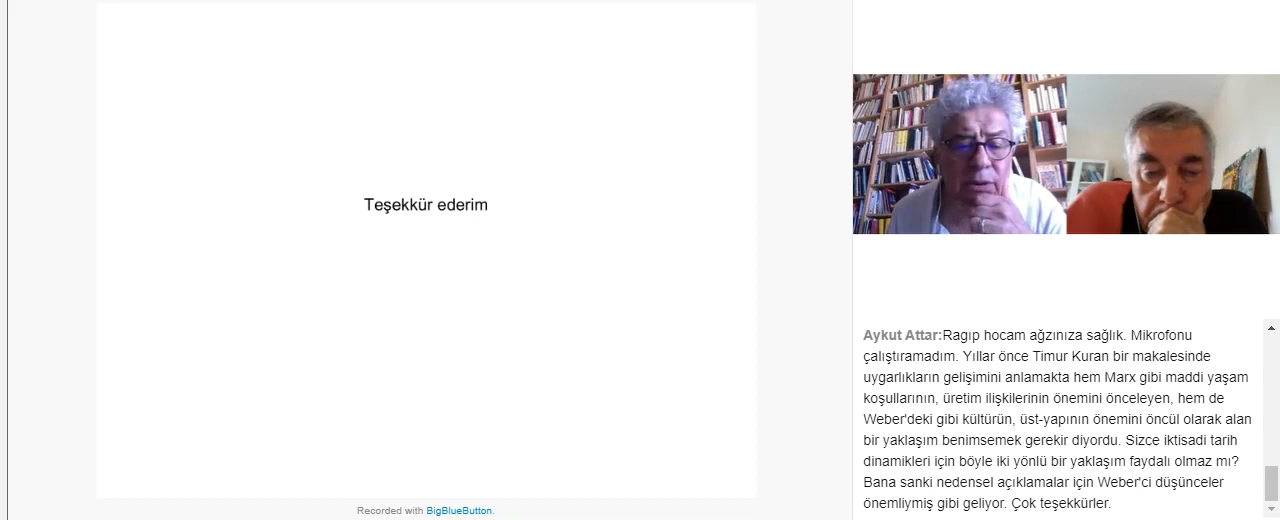 Teşekkür ederim
Recorded with BigBlueButton.
Aykut Attar:Ragıp hocam ağzınıza sağlık. Mikrofonu
çalıştıramadım. Yıllar önce Timur Kuran bir makalesinde
uygarlıkların gelişimini anlamakta hem Marx gibi maddi yaşam
koşullarının, üretim ilişkilerinin önemini önceleyen, hem de
Weber'deki gibi kültürün, üst-yapının önemini öncül olarak alan
bir yaklaşım benimsemek gerekir diyordu. Sizce iktisadi tarih
dinamikleri için böyle iki yönlü bir yaklaşım faydalı olmaz mı?
Bana sanki nedensel açıklamalar için Weber'ci düşünceler
önemliymiş gibi geliyor. Çok teşekkürler.